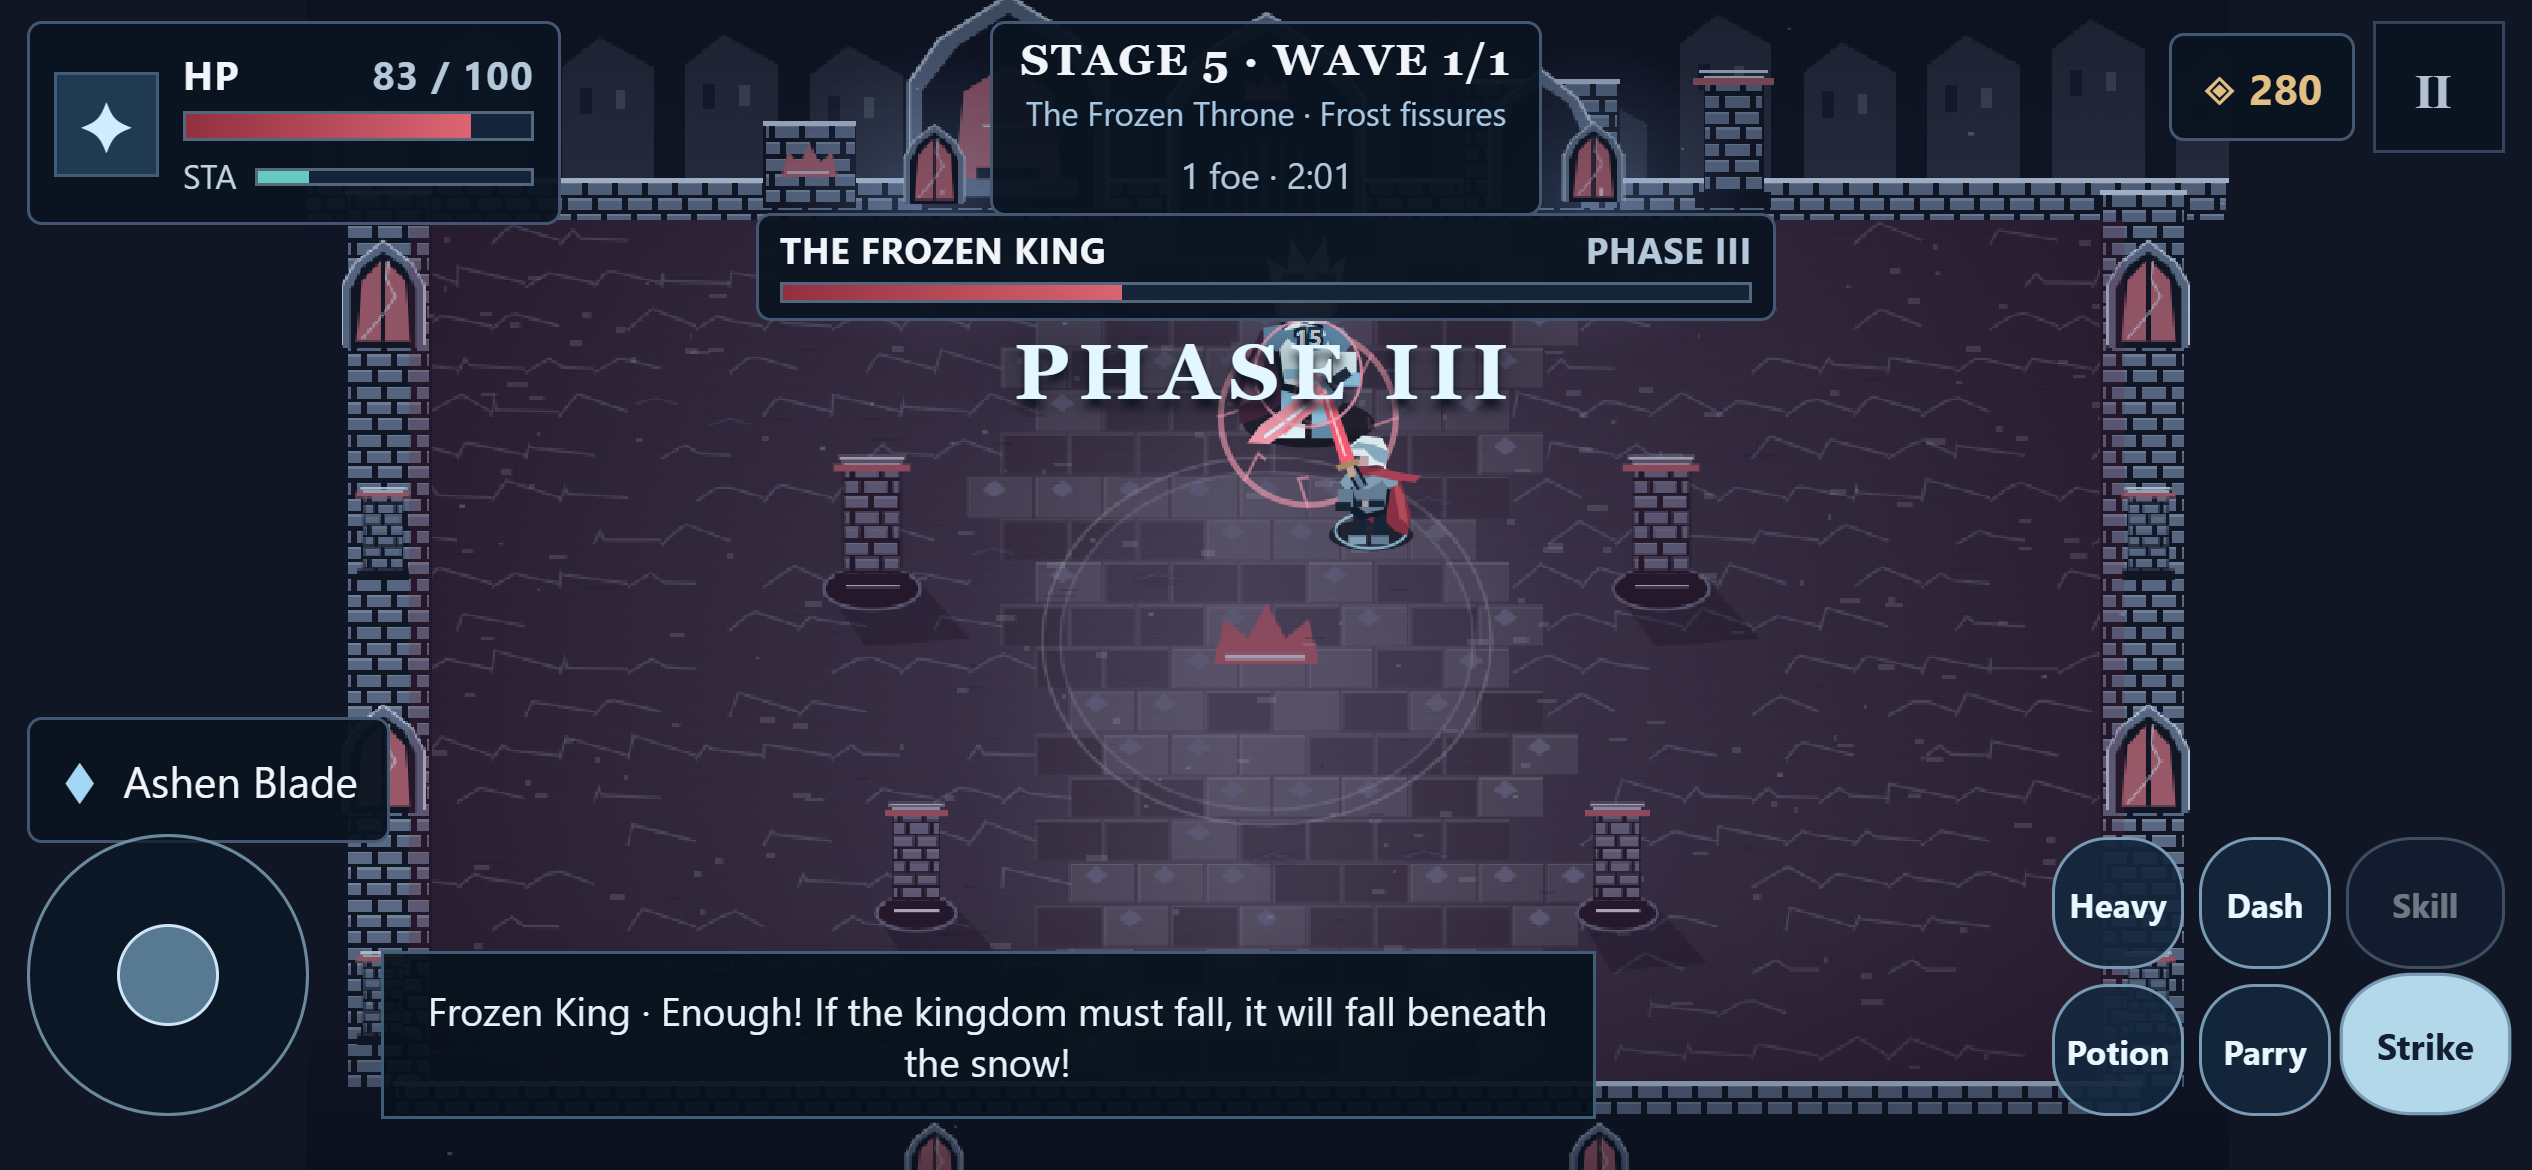 HP 83 / 100
STA
STAGE 5 · WAVE 1/1
The Frozen Throne · Frost fissures
1 foe · 2:01
280
II
THE FROZEN KING PHASE III
15
PHASE III
Ashen Blade
Heavy Dash Skill
Potion Parry Strike
Frozen King · Enough! If the kingdom must fall, it will fall beneath
the snow!